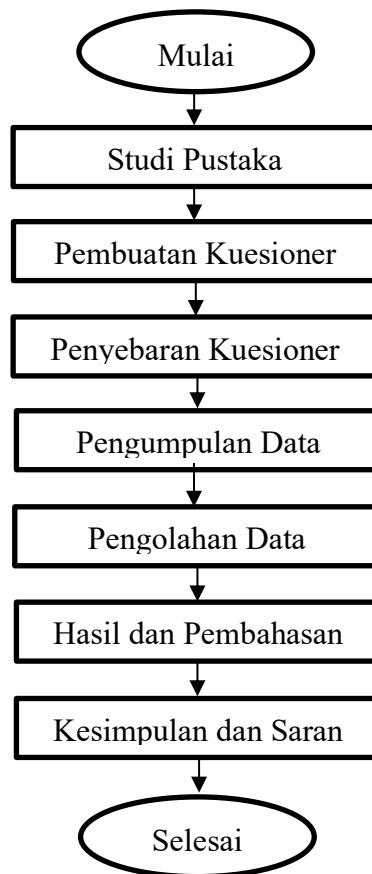 Mulai
Studi Pustaka
Pembuatan Kuesioner
Penyebaran Kuesioner
Pengumpulan Data
Pengolahan Data
Hasil dan Pembahasan
Kesimpulan dan Saran
Selesai